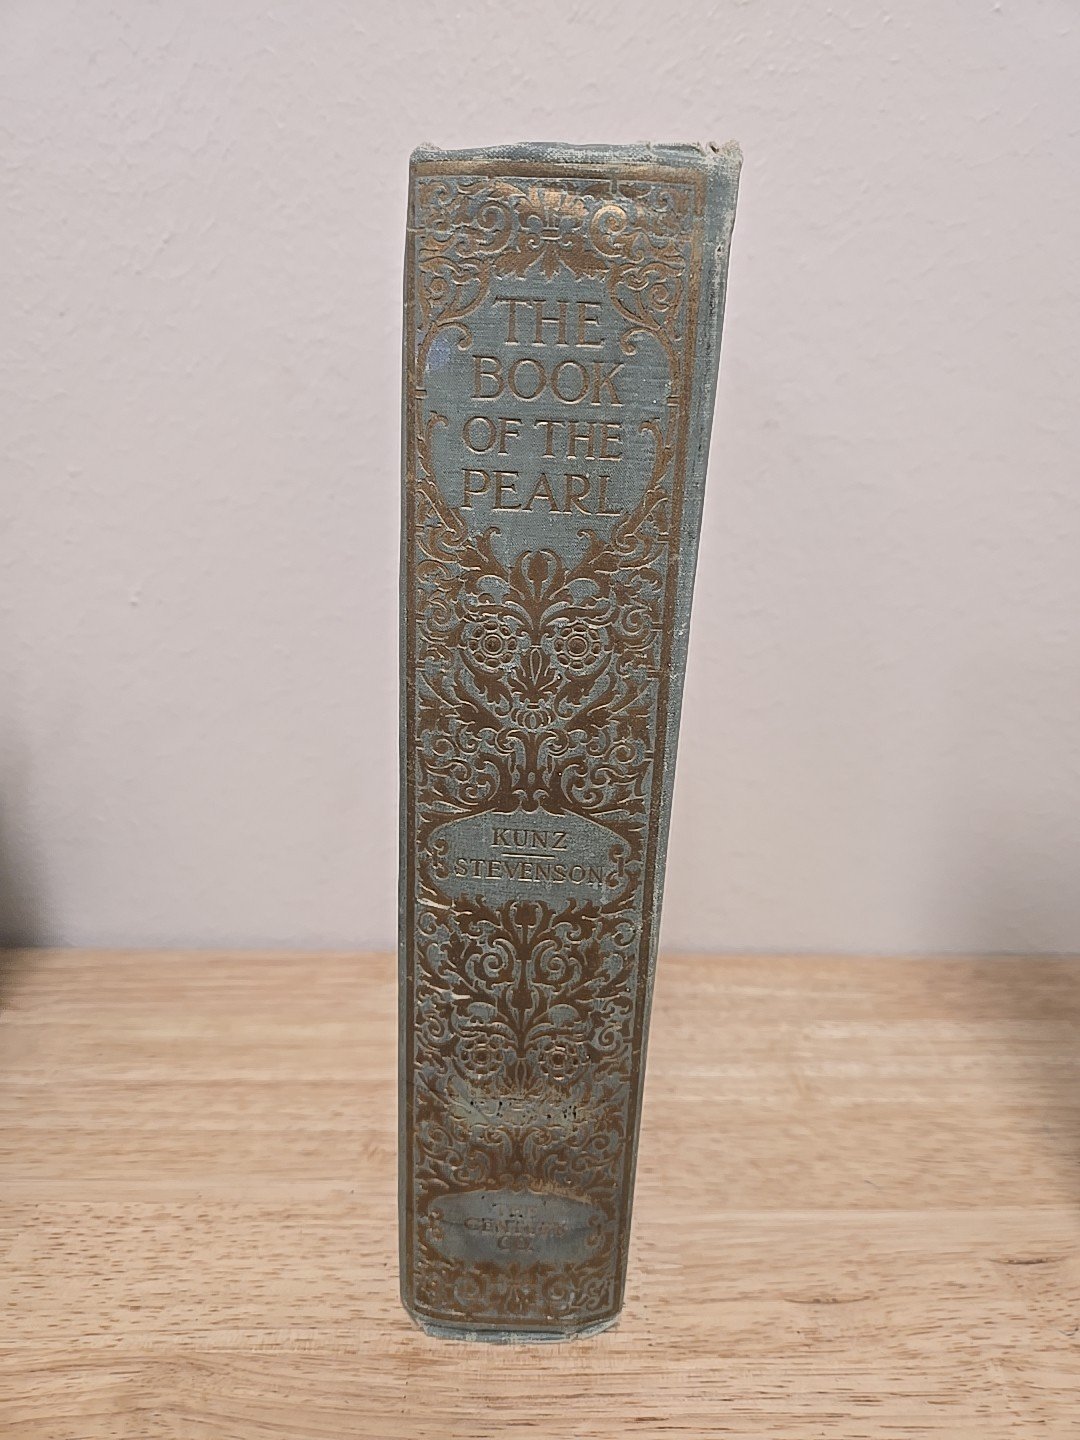 THE
BOOK
OF THE
PEARL
KUNZ
STEVENSON
THE
CENTURY
CO.